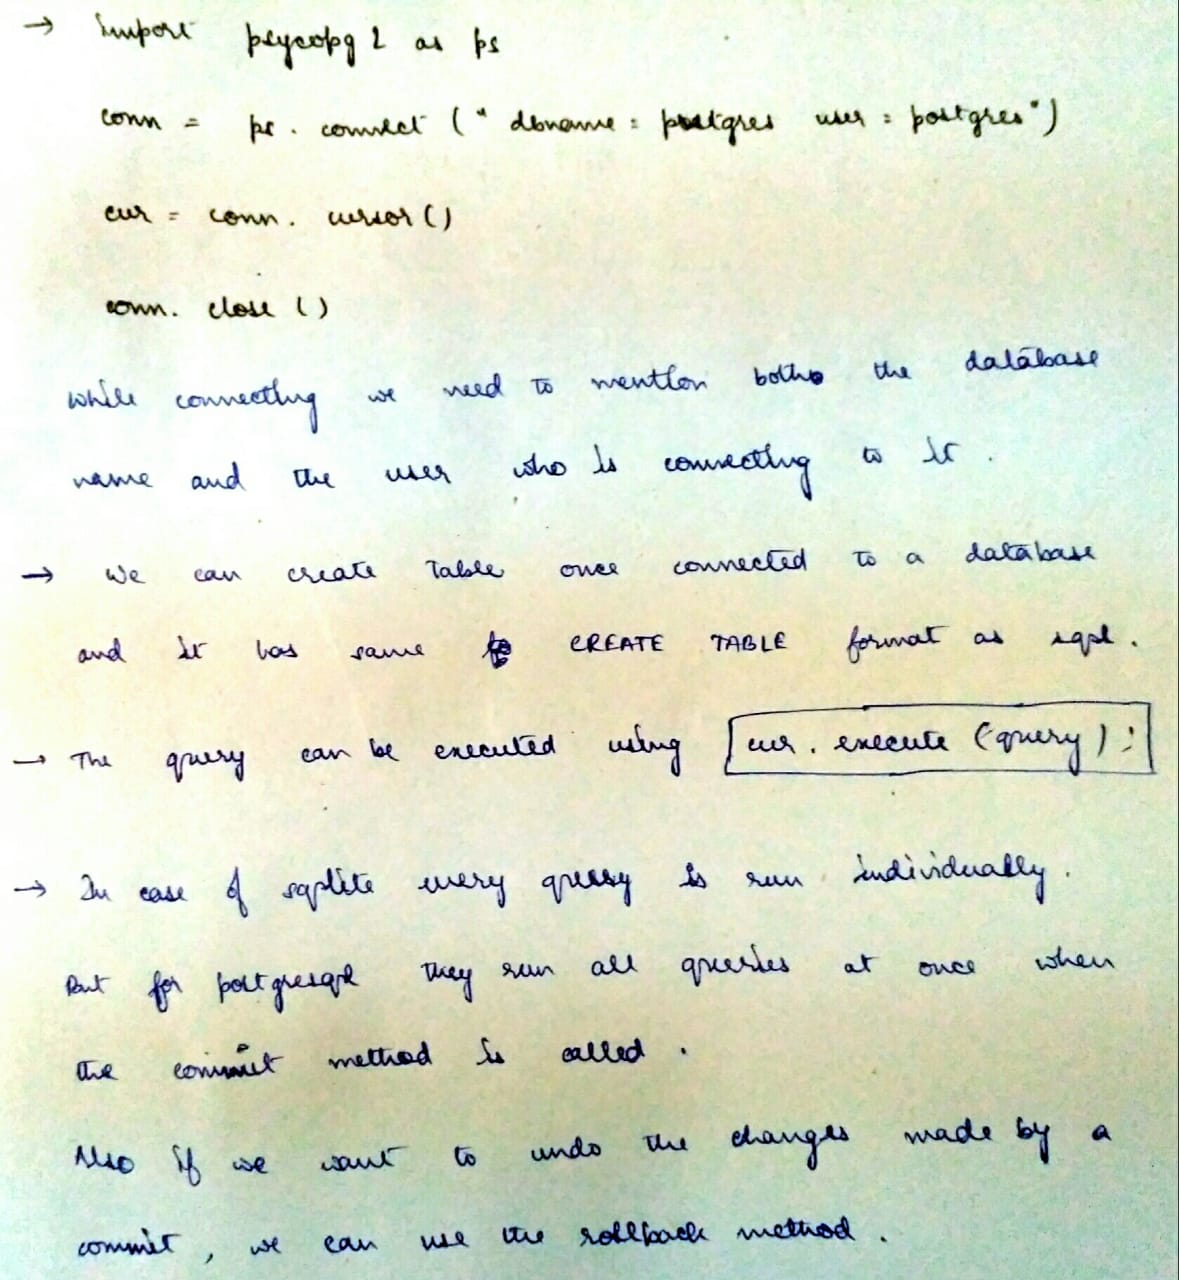 → import psycopg2 as ps
conn = ps.connect ("dbname = postgres user = postgres")
cur = conn.cursor()
conn.close()
While connecting we need to mention both the database
name and the user who is connecting to it.
→ We can create table once connected to a database
and it has same CREATE TABLE format as sql.
→ The query can be executed using cur.execute(query);
→ In case of sqlite every query is run individually.
But for postgresql they run all queries at once when
the commit method is called.
Also if we want to undo the changes made by a
commit, we can use the rollback method.